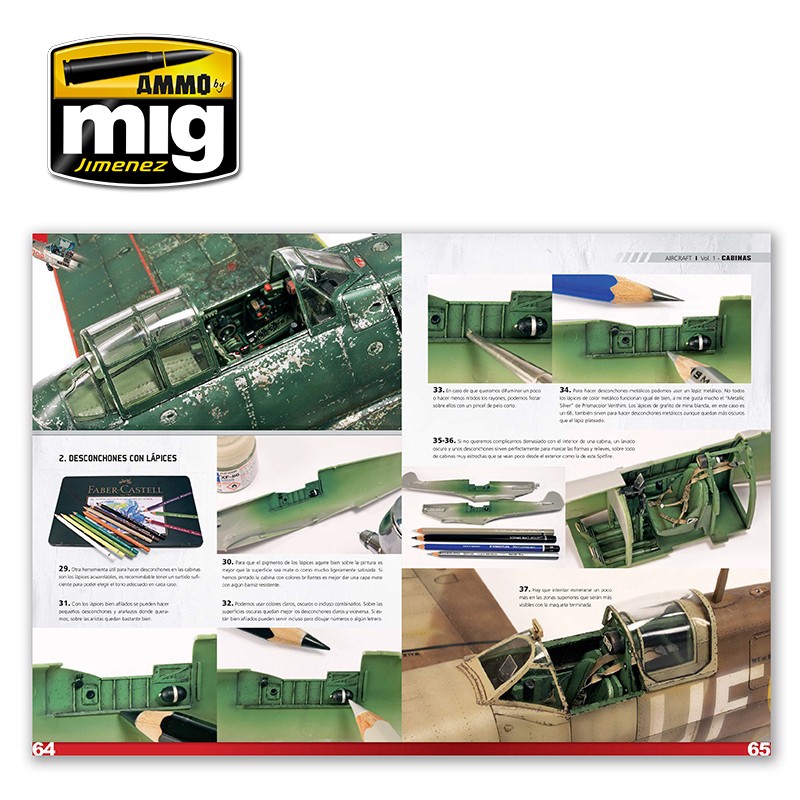 AMMO by
mig
Jimenez
AIRCRAFT I Vol. 1 - CABINAS
2. DESCONCHONES CON LÁPICES
FABER-CASTELL
29. Otra herramienta util para hacer desconchones en las cabinas
son los lápices acuarelables, es recomendable tener un surtido sufi-
ciente para poder elegir el tono adecuado en cada caso.
30. Para que el pigmento de los lápices agarre bien sobre la pintura es
mejor que la superficie sea mate o como mucho ligeramente satinada. Si
hemos pintado la cabina con colores brillantes es mejor dar una capa mate
con algún barniz resistente.
31. Con los lápices bien afilados se pueden hacer
pequeños desconchones y arañazos donde quera-
mos, sobre las aristas quedan bastante bien.
32. Podemos usar colores claros, oscuros o incluso combinarlos. Sobre las
superficies oscuras quedan mejor los desconchones claros y viceversa. Si es-
tán bien afilados pueden servir incluso para dibujar números o algún letrero.
64
33. En caso de que queramos difuminar un poco
o hacer menos nítidos los rayones, podemos frotar
sobre ellos con un pincel de pelo corto.
34. Para hacer desconchones metálicos podemos usar un lápiz metálico. No todos
los lápices de color metálico funcionan igual de bien, a mi me gusta mucho el "Metallic
Silver" de Prismacolor Verithin. Los lápices de grafito de mina blanda, en este caso es
un 6B, también sirven para hacer desconchones metálicos aunque quedan más oscuros
que el lápiz plateado.
35-36. Si no queremos complicarnos demasiado con el interior de una cabina, un lavado
oscuro y unos desconchones sirven perfectamente para marcar las formas y relieves, sobre todo
de cabinas muy estrechas que se vean poco desde el exterior como la de este Spitfire.
37. Hay que intentar esmerarse un poco
más en las zonas superiores que serán más
visibles con la maqueta terminada.
65